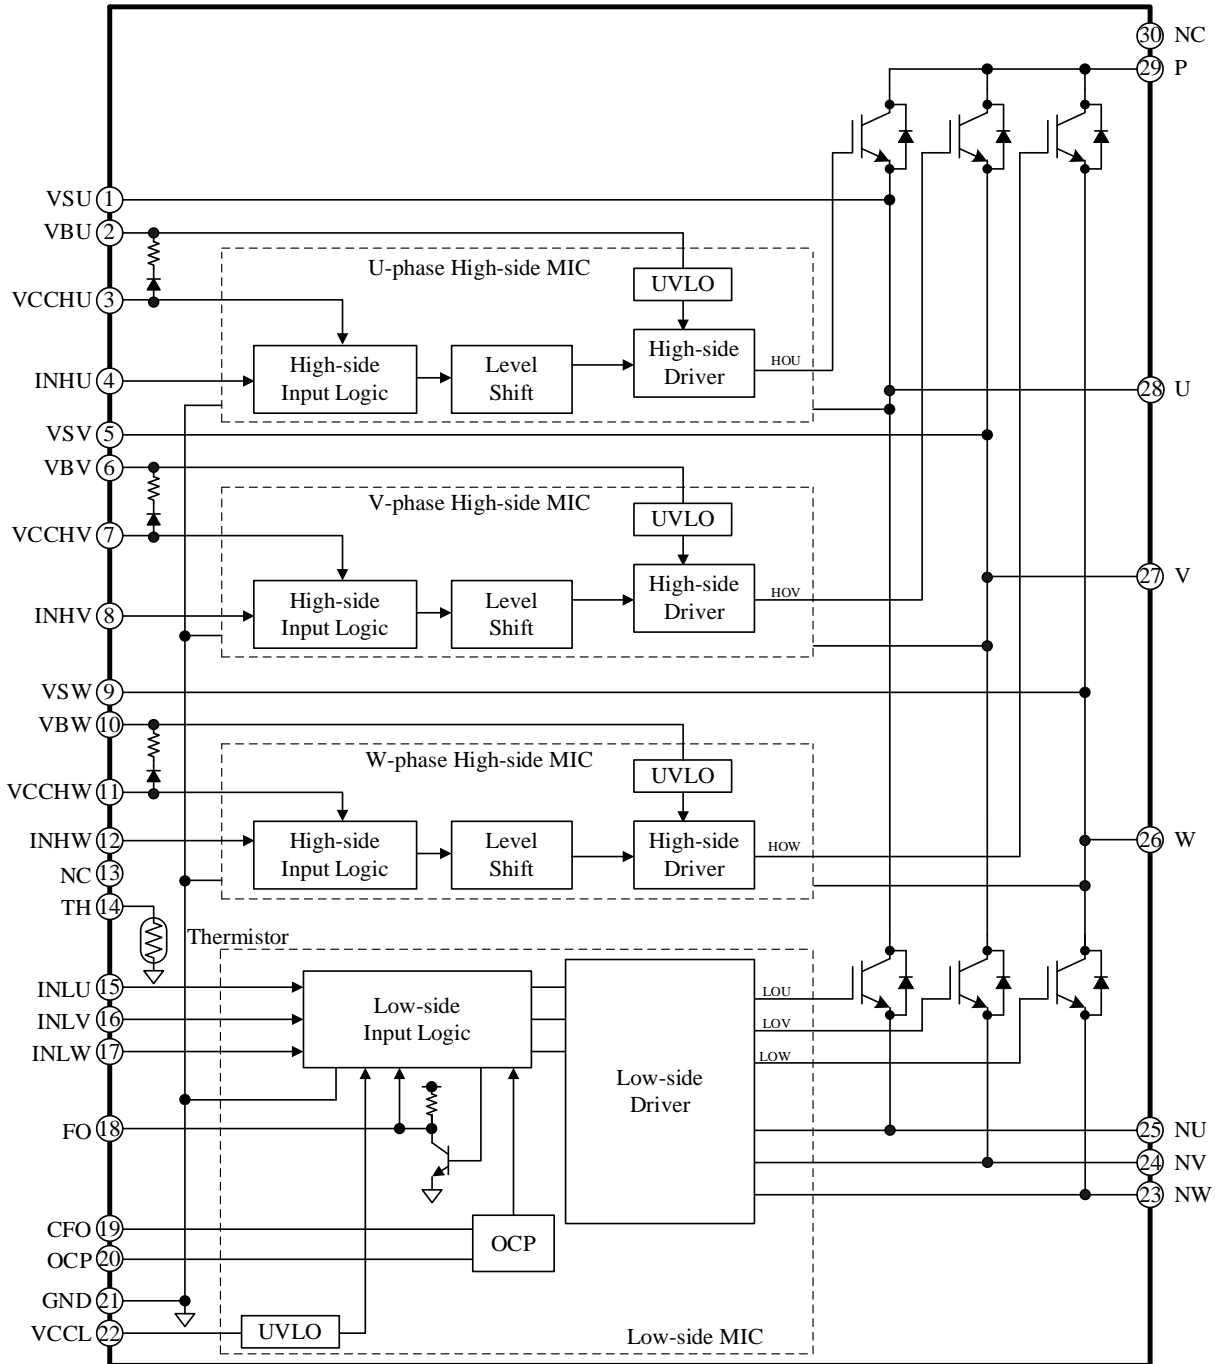 30 NC
29 P
VSU 1
VBU 2
U-phase High-side MIC
UVLO
VCCHU 3
High-side
Input Logic
Level
Shift
High-side
Driver
HOU
INHU 4
28 U
VSV 5
VBV 6
V-phase High-side MIC
UVLO
VCCHV 7
High-side
Input Logic
Level
Shift
High-side
Driver
HOV
27 V
INHV 8
VSW 9
VBW 10
W-phase High-side MIC
UVLO
VCCHW 11
High-side
Input Logic
Level
Shift
High-side
Driver
HOW
INHW 12
26 W
NC 13
TH 14
Thermistor
INLU 15
INLV 16
INLW 17
Low-side
Input Logic
LOU
LOV
LOW
Low-side
Driver
FO 18
25 NU
24 NV
23 NW
CFO 19
OCP 20
OCP
GND 21
VCCL 22
UVLO
Low-side MIC